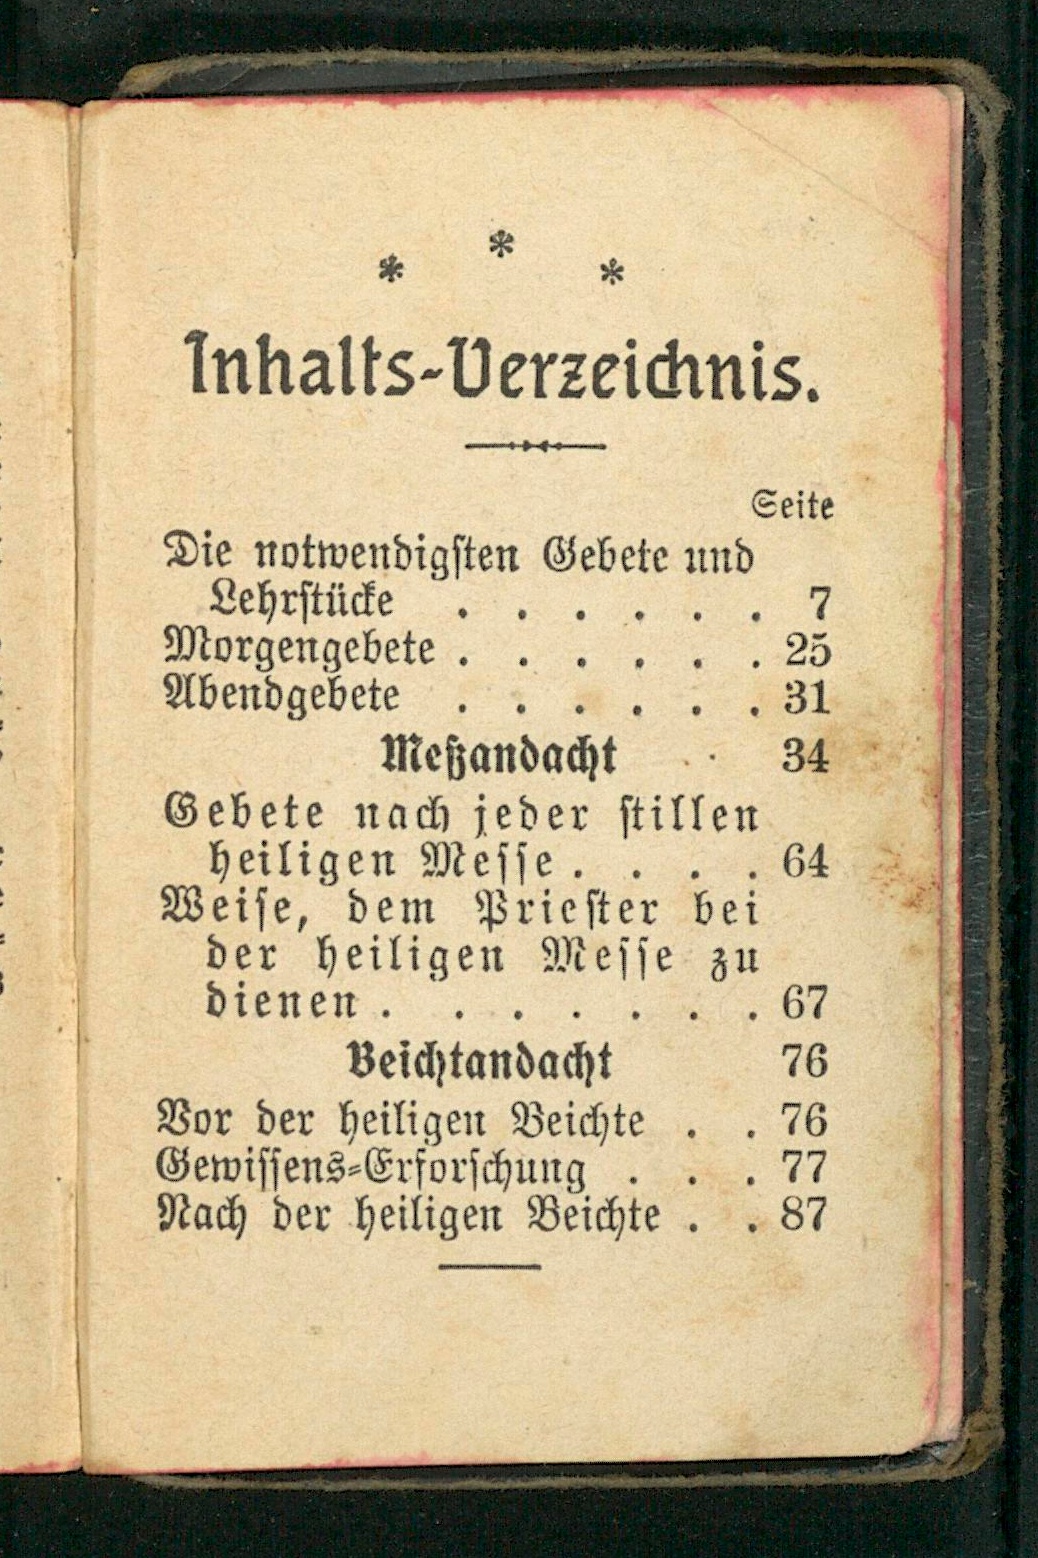 * * *
Inhalts-Verzeichnis.
Seite
Die notwendigsten Gebete und
Lehrstücke . . . . . . 7
Morgengebete . . . . . . 25
Abendgebete . . . . . . 31
Meßandacht 34
Gebete nach jeder stillen
heiligen Messe . . . . 64
Weise, dem Priester bei
der heiligen Messe zu
dienen . . . . . . . 67
Beichtandacht 76
Vor der heiligen Beichte . . 76
Gewissens-Erforschung . . . 77
Nach der heiligen Beichte . . 87